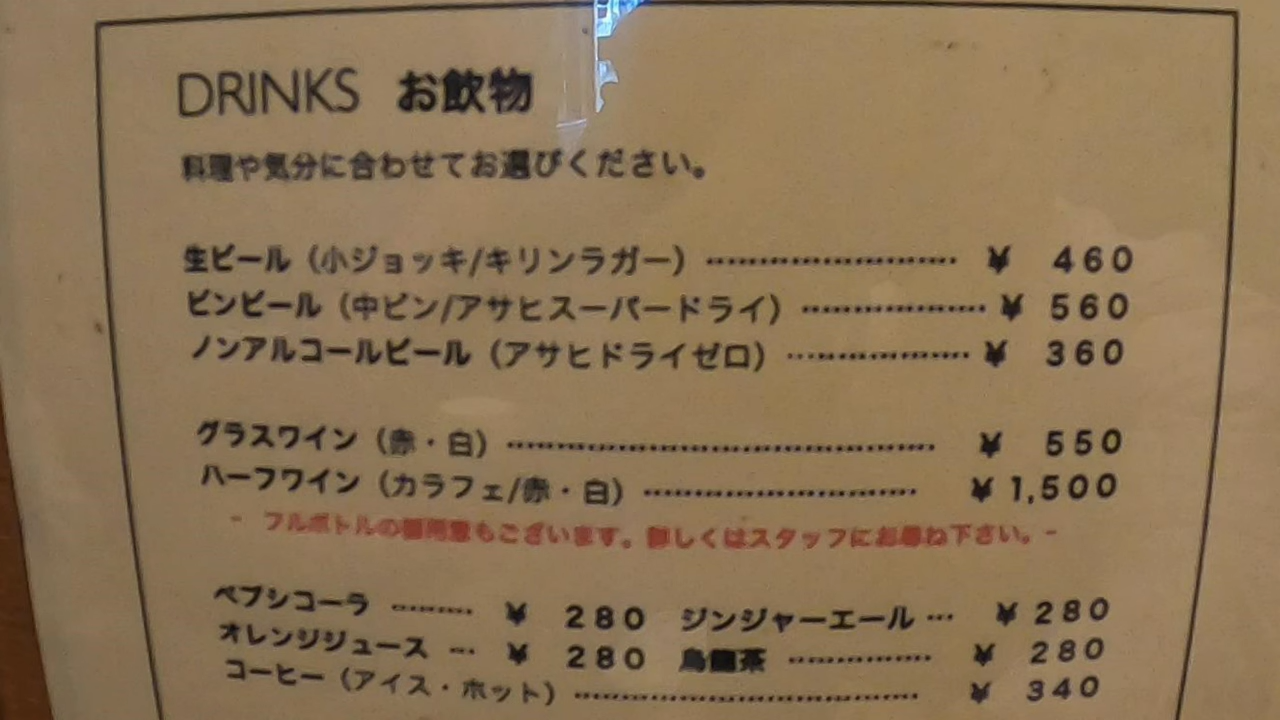 DRINKS お飲物
料理や気分に合わせてお選びください。
生ビール（小ジョッキ/キリンラガー）………………… ¥ 460
ビンビール（中ビン/アサヒスーパードライ）……………… ¥ 560
ノンアルコールビール（アサヒドライゼロ）……………… ¥ 360
グラスワイン（赤・白）……………………………… ¥ 550
ハーフワイン（カラフェ/赤・白）…………………… ¥ 1,500
- フルボトルの御用意もございます。詳しくはスタッフにお尋ね下さい。-
ペプシコーラ ……… ¥ 280 ジンジャーエール … ¥ 280
オレンジジュース … ¥ 280 烏龍茶 …………… ¥ 280
コーヒー（アイス・ホット）……………………… ¥ 340